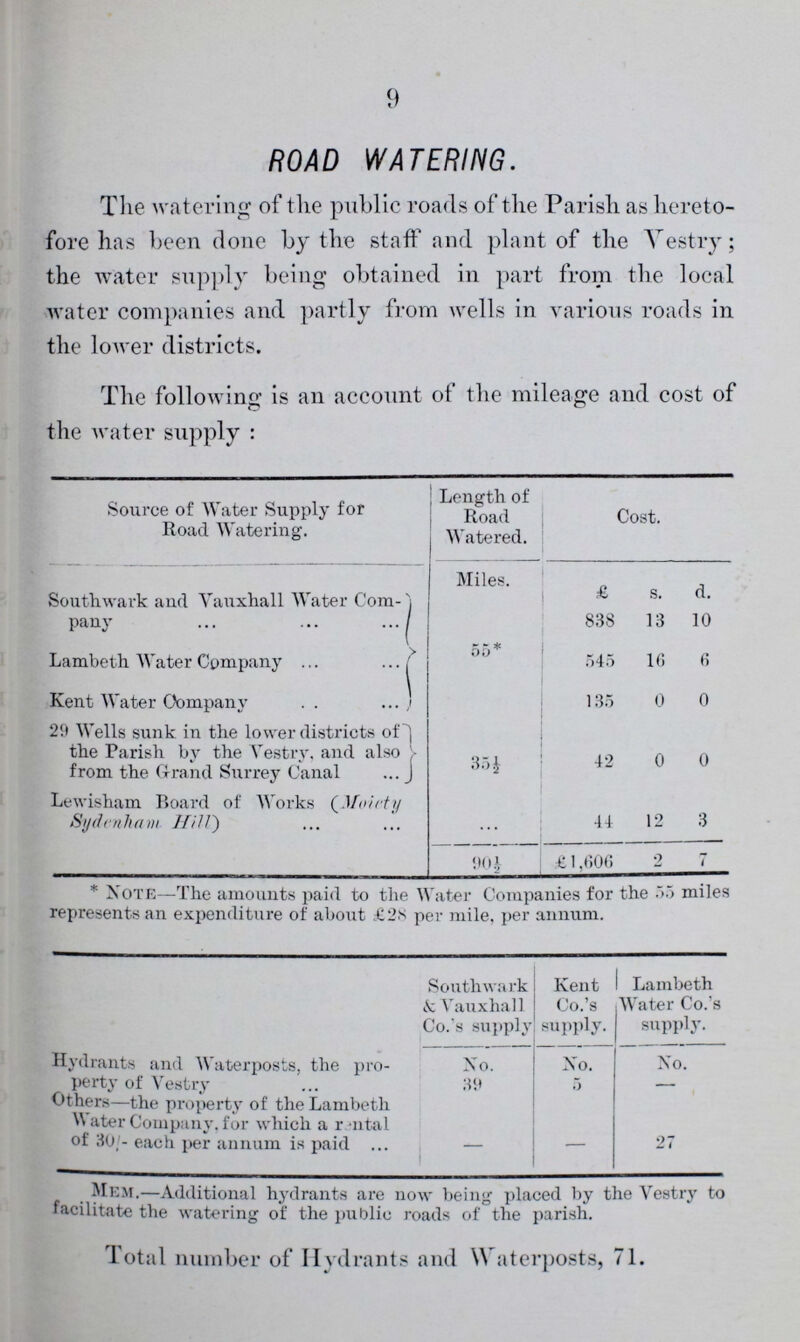 9
ROAD WATERING.
The watering of the public roads of the Parish as hereto-
fore has been done by the staff and plant of the Vestry;
the water supply being obtained in part from the local
water companies and partly from wells in various roads in
the lower districts.
The following is an account of the mileage and cost of
the water supply :
Source of Water Supply for
Road Watering.
Length of
Road
Watered.
Cost.
Miles.
£ s. d.
Southwark and Vauxhall Water Com-
pany ... ... ... 838 13 10
Lambeth Water Company ... ... 55* 545 16 6
Kent Water Company . . ... 135 0 0
29 Wells sunk in the lower districts of
the Parish by the Vestry, and also
from the Grand Surrey Canal ... 35½ 42 0 0
Lewisham Board of Works (Moiety
Sydenham Hill) ... ... ... 44 12 3
90½ £1,606 2 7
* NOTE—The amounts paid to the Water Companies for the 55 miles
represents an expenditure of about £28 per mile, per annum.
Southwark
& Vauxhall
Co.'s supply
Kent
Co.'s
supply.
Lambeth
Water Co.'s
supply.
Hydrants and Waterposts, the pro- No. No. No.
perty of Vestry ... 39 5 —
Others—the property of the Lambeth
Water Company, for which a rental
of 30/- each per annum is paid ... — — 27
MEM.—Additional hydrants are now being placed by the Vestry to
facilitate the watering of the public roads of the parish.
Total number of Hydrants and Waterposts, 71.